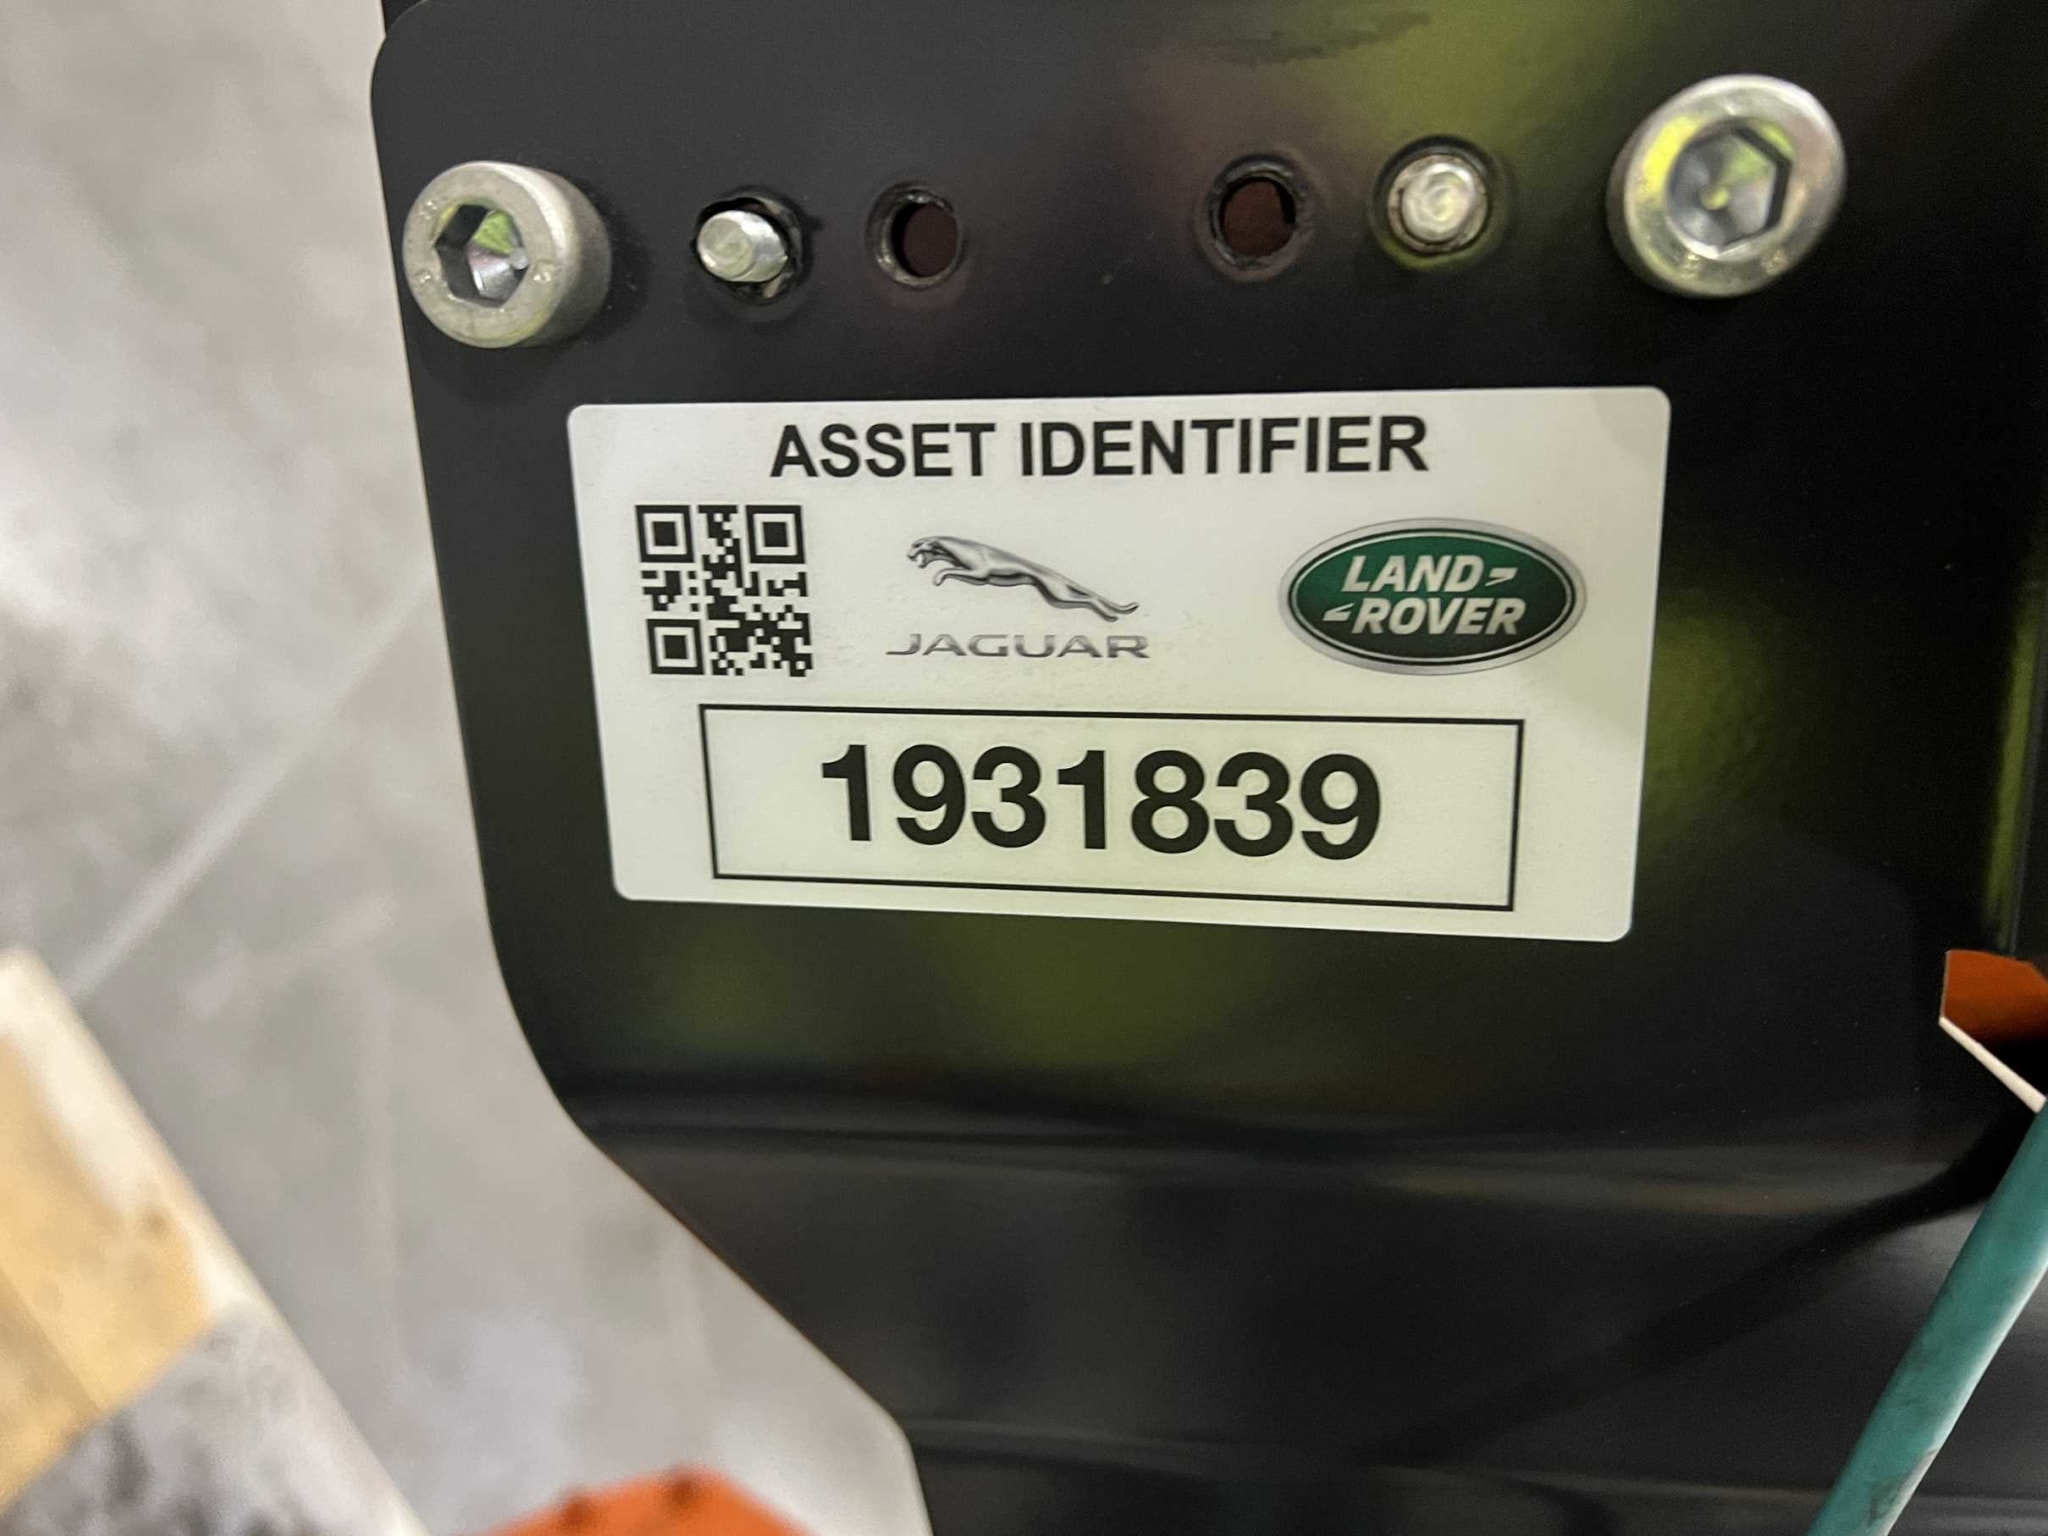 ASSET IDENTIFIER
JAGUAR
LAND
ROVER
1931839